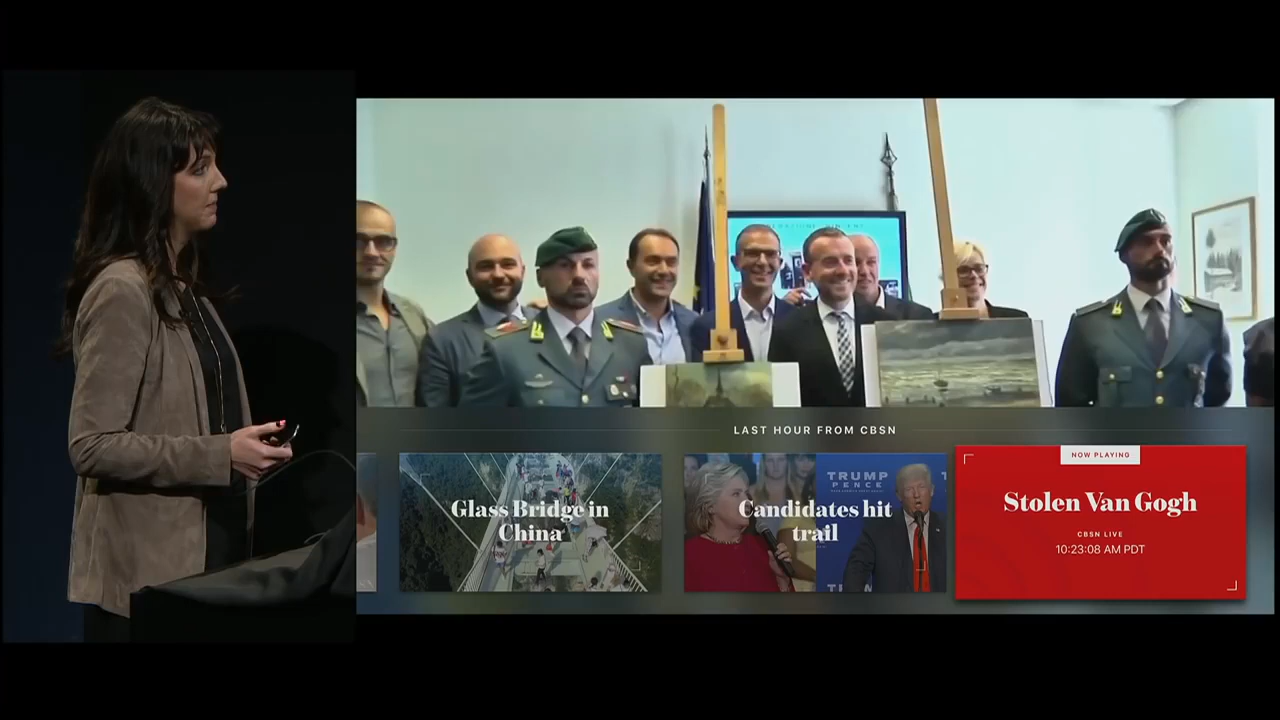 LAST HOUR FROM CBSN
Glass Bridge in
China
TRUMP
PENCE
Candidates hit
trail
NOW PLAYING
Stolen Van Gogh
CBSN LIVE
10:23:08 AM PDT